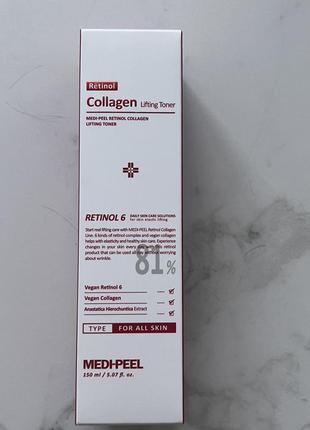 Retinol
Collagen Lifting Toner
MEDI-PEEL RETINOL COLLAGEN
LIFTING TONER
RETINOL 6
DAILY SKIN CARE SOLUTIONS
for skin elastic lifting
Start real lifting care with MEDI-PEEL Retinol Collagen
Line. 6 kinds of retinol complex and vegan collagen
helps with elasticity and healthy skin care. Experience
changes in your skin every day with this retinol
product that can be used all day without worrying
about wrinkle.
81%
Vegan Retinol 6
Vegan Collagen
Anastatica Hierochuntica Extract
TYPE FOR ALL SKIN
MEDI-PEEL
150 ml / 5.07 fl. oz.